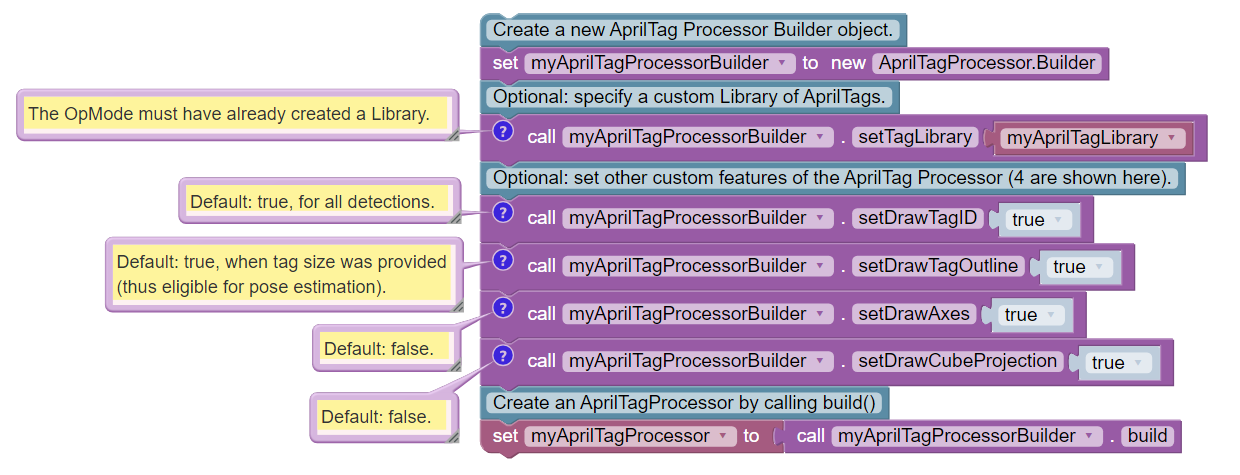 Create a new AprilTag Processor Builder object.
set myAprilTagProcessorBuilder ▾ to new AprilTagProcessor.Builder
Optional: specify a custom Library of AprilTags.
The OpMode must have already created a Library.
? call myAprilTagProcessorBuilder ▾ . setTagLibrary myAprilTagLibrary ▾
Optional: set other custom features of the AprilTag Processor (4 are shown here).
Default: true, for all detections.
? call myAprilTagProcessorBuilder ▾ . setDrawTagID true ▾
Default: true, when tag size was provided
(thus eligible for pose estimation).
? call myAprilTagProcessorBuilder ▾ . setDrawTagOutline true ▾
Default: false.
? call myAprilTagProcessorBuilder ▾ . setDrawAxes true ▾
Default: false.
? call myAprilTagProcessorBuilder ▾ . setDrawCubeProjection true ▾
Create an AprilTagProcessor by calling build()
set myAprilTagProcessor ▾ to call myAprilTagProcessorBuilder ▾ . build